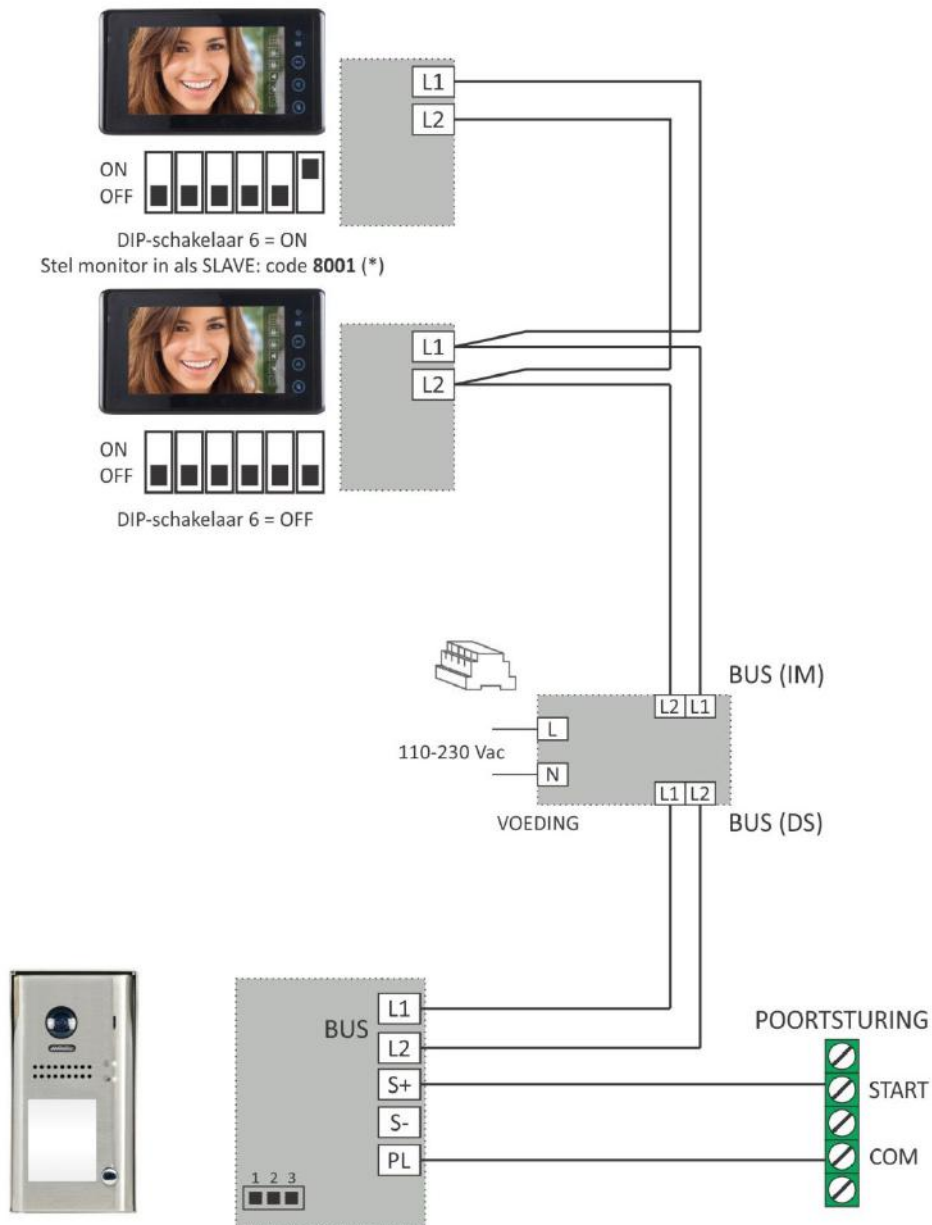 L1
L2
ON
OFF
DIP-schakelaar 6 = ON
Stel monitor in als SLAVE: code 8001 (*)
L1
L2
ON
OFF
DIP-schakelaar 6 = OFF
BUS (IM)
L2 L1
L
110-230 Vac
N
L1 L2
VOEDING
BUS (DS)
L1
BUS
L2
S+
S-
PL
1 2 3
POORTSTURING
START
COM